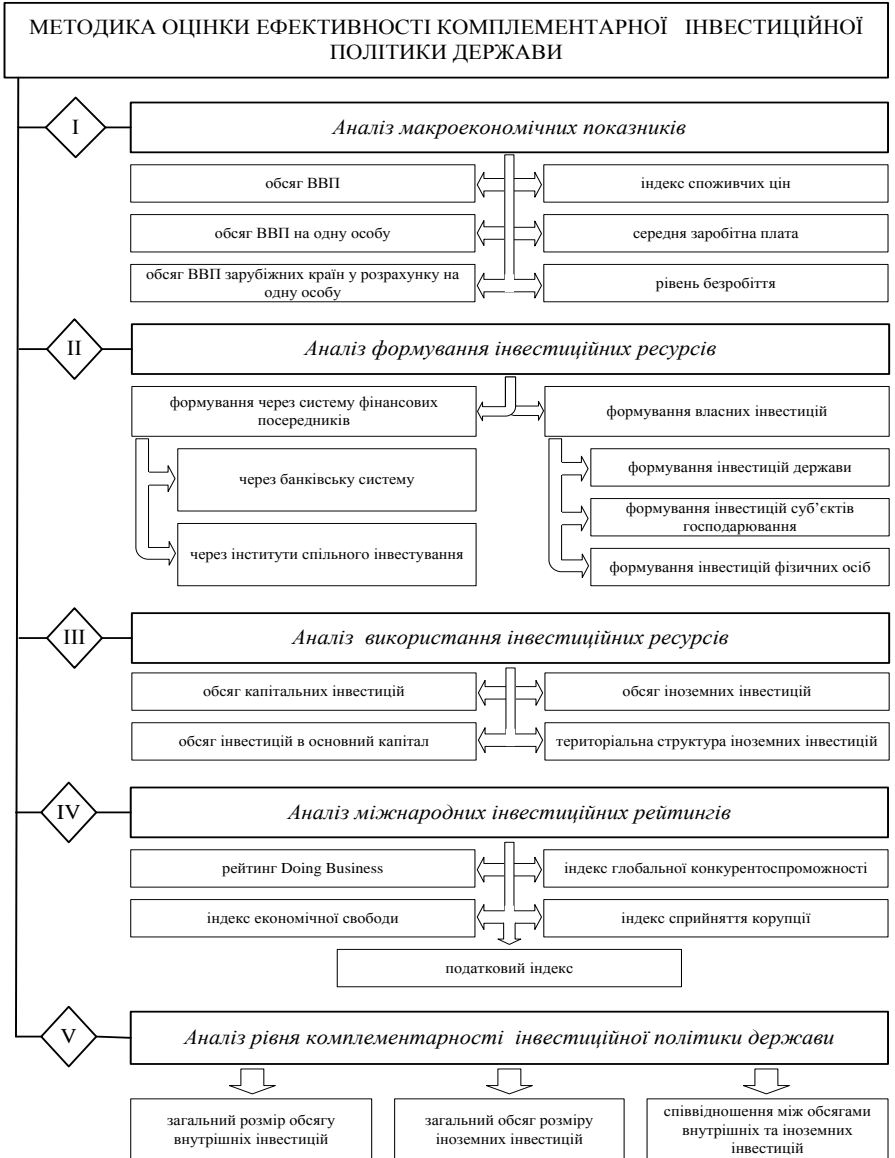 МЕТОДИКА ОЦІНКИ ЕФЕКТИВНОСТІ КОМПЛЕМЕНТАРНОЇ ІНВЕСТИЦІЙНОЇ
ПОЛІТИКИ ДЕРЖАВИ
I
Аналіз макроекономічних показників
обсяг ВВП
індекс споживчих цін
обсяг ВВП на одну особу
середня заробітна плата
обсяг ВВП зарубіжних країн у розрахунку на
одну особу
рівень безробіття
II
Аналіз формування інвестиційних ресурсів
формування через систему фінансових
посередників
формування власних інвестицій
через банківську систему
через інститути спільного інвестування
формування інвестицій держави
формування інвестицій суб’єктів
господарювання
формування інвестицій фізичних осіб
III
Аналіз використання інвестиційних ресурсів
обсяг капітальних інвестицій
обсяг іноземних інвестицій
обсяг інвестицій в основний капітал
територіальна структура іноземних інвестицій
IV
Аналіз міжнародних інвестиційних рейтингів
рейтинг Doing Business
індекс глобальної конкурентоспроможності
індекс економічної свободи
індекс сприйняття корупції
податковий індекс
V
Аналіз рівня комплементарності інвестиційної політики держави
загальний розмір обсягу
внутрішніх інвестицій
загальний обсяг розміру
іноземних інвестицій
співвідношення між обсягами
внутрішніх та іноземних
інвестицій